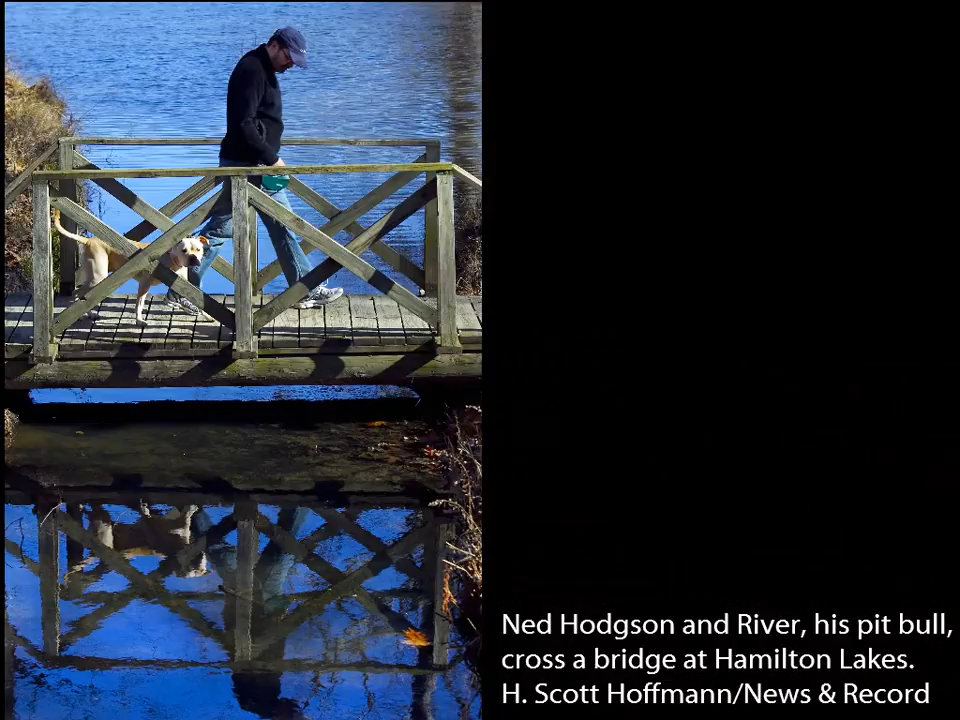 Ned Hodgson and River, his pit bull,
cross a bridge at Hamilton Lakes.
H. Scott Hoffmann/News & Record